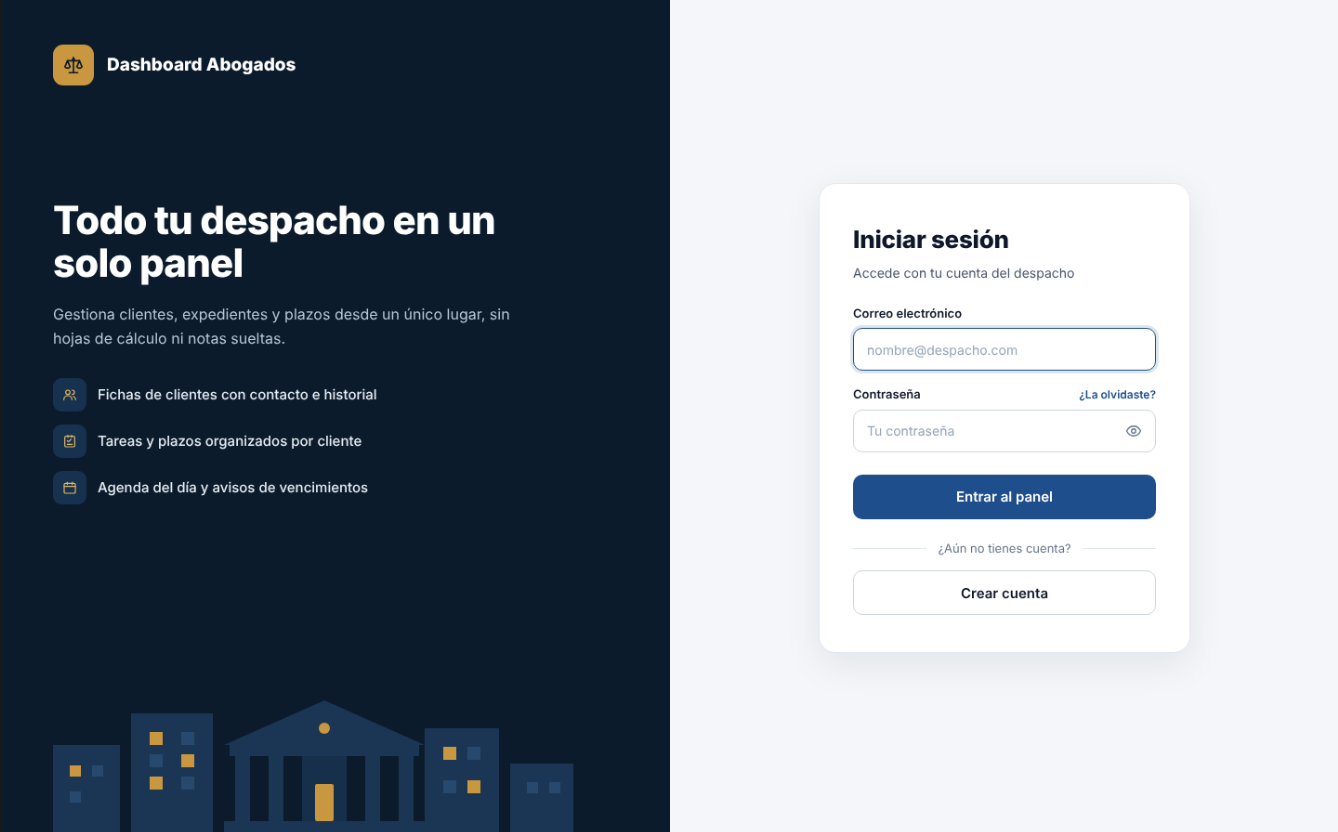 Dashboard Abogados
Todo tu despacho en un
solo panel
Gestiona clientes, expedientes y plazos desde un único lugar, sin
hojas de cálculo ni notas sueltas.
Fichas de clientes con contacto e historial
Tareas y plazos organizados por cliente
Agenda del día y avisos de vencimientos
Iniciar sesión
Accede con tu cuenta del despacho
Correo electrónico
nombre@despacho.com
Contraseña ¿La olvidaste?
Tu contraseña
Entrar al panel
¿Aún no tienes cuenta?
Crear cuenta